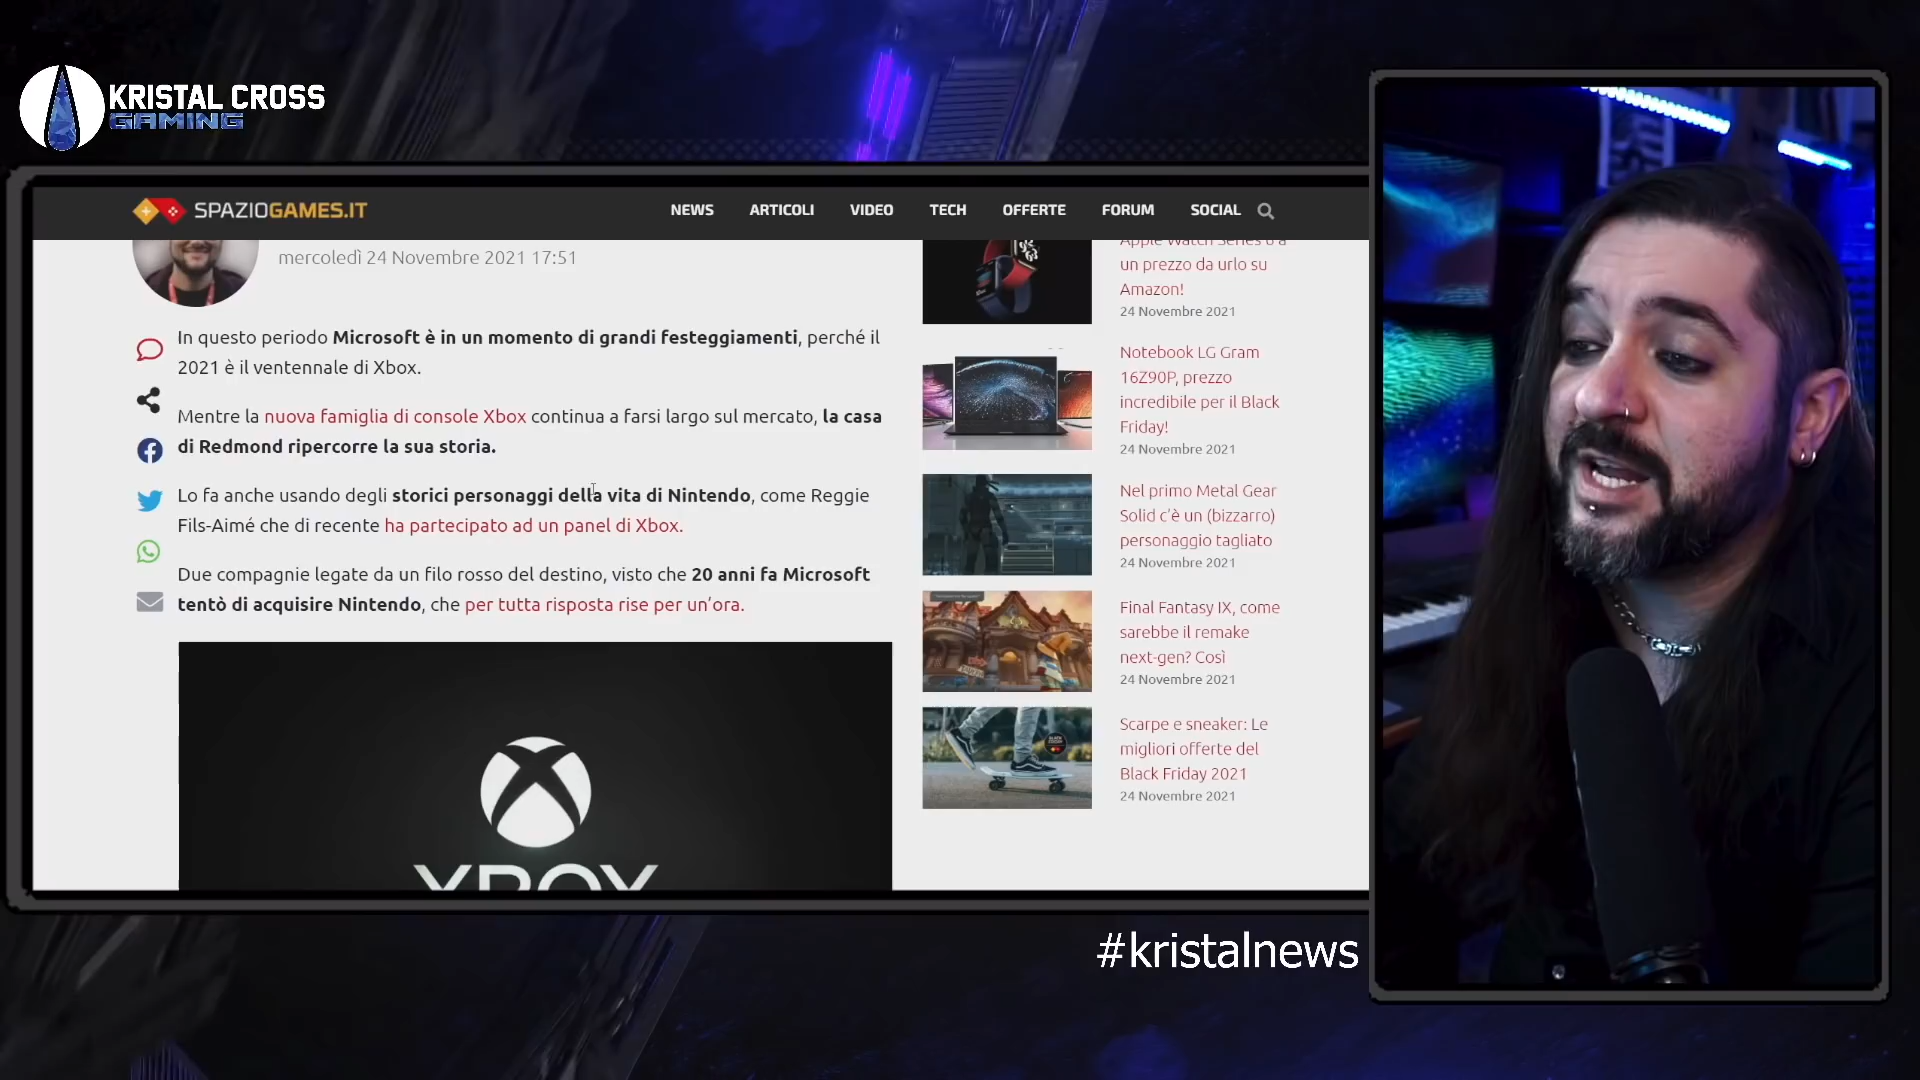 KRISTAL CROSS
GAMING
SPAZIOGAMES.IT
NEWS ARTICOLI VIDEO TECH OFFERTE FORUM SOCIAL
mercoledì 24 Novembre 2021 17:51
In questo periodo Microsoft è in un momento di grandi festeggiamenti, perché il
2021 è il ventennale di Xbox.
Mentre la nuova famiglia di console Xbox continua a farsi largo sul mercato, la casa
di Redmond ripercorre la sua storia.
Lo fa anche usando degli storici personaggi della vita di Nintendo, come Reggie
Fils-Aimé che di recente ha partecipato ad un panel di Xbox.
Due compagnie legate da un filo rosso del destino, visto che 20 anni fa Microsoft
tentò di acquisire Nintendo, che per tutta risposta rise per un'ora.
XBOX
Apple Watch Series 6 a
un prezzo da urlo su
Amazon!
24 Novembre 2021
Notebook LG Gram
16Z90P, prezzo
incredibile per il Black
Friday!
24 Novembre 2021
Nel primo Metal Gear
Solid c'è un (bizzarro)
personaggio tagliato
24 Novembre 2021
Final Fantasy IX, come
sarebbe il remake
next-gen? Così
24 Novembre 2021
Scarpe e sneaker: Le
migliori offerte del
Black Friday 2021
24 Novembre 2021
#kristalnews